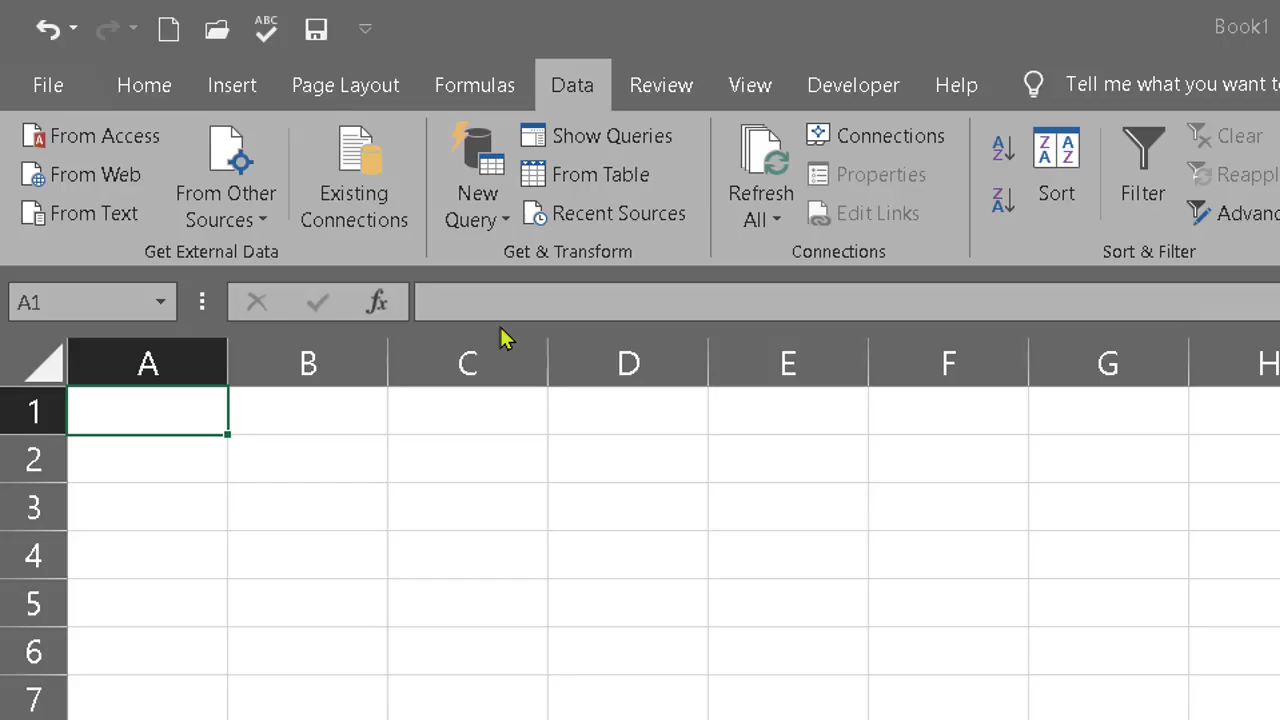 ABC
Book1
File Home Insert Page Layout Formulas Data Review View Developer Help Tell me what you want to
From Access
From Web
From Text
From Other
Sources
Existing
Connections
Get External Data
New
Query
Show Queries
From Table
Recent Sources
Get & Transform
Refresh
All
Connections
Properties
Edit Links
Connections
A
Z
Z
A
Z A
A Z
Sort
Filter
Clear
Reappl
Advanc
Sort & Filter
A1 fx
A B C D E F G H
1
2
3
4
5
6
7